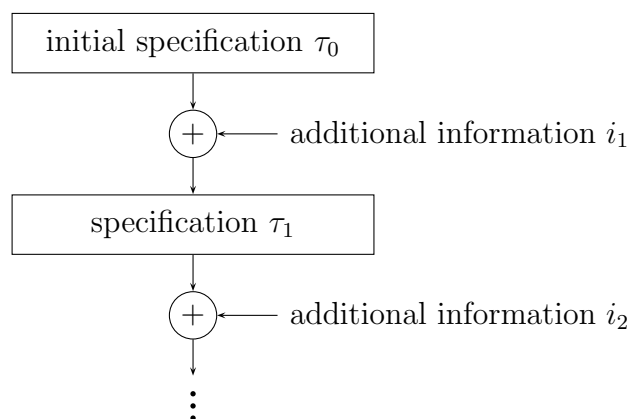 initial specification τ₀
+
additional information i₁
specification τ₁
+
additional information i₂
⋮